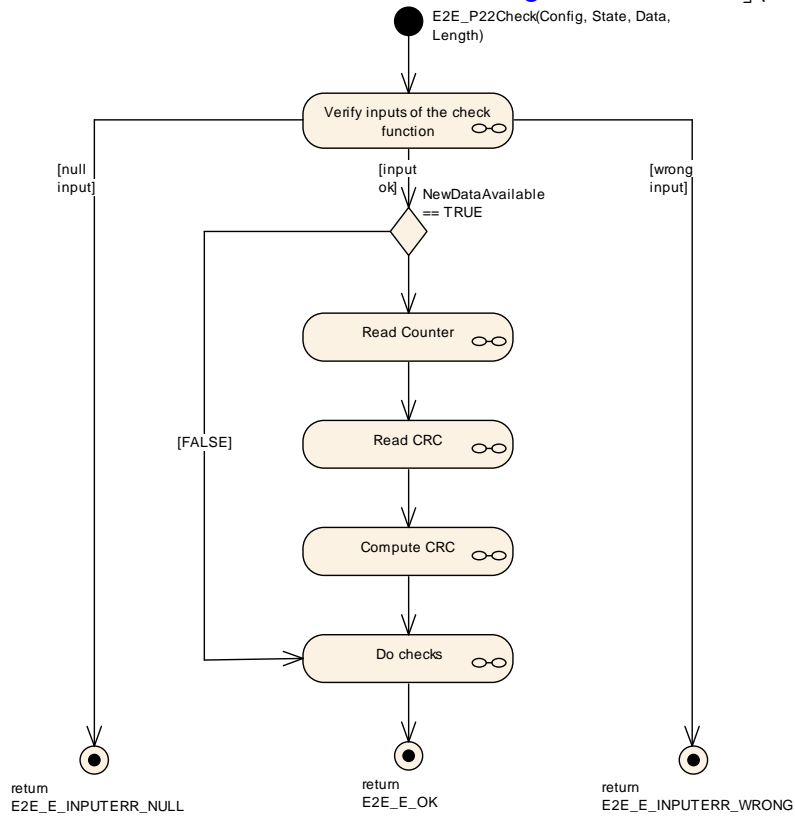 E2E_P22Check(Config, State, Data,
Length)
Verify inputs of the check
function
[null
input]
[input
ok]
[wrong
input]
NewDataAvailable
== TRUE
Read Counter
[FALSE]
Read CRC
Compute CRC
Do checks
return
E2E_E_INPUTERR_NULL
return
E2E_E_OK
return
E2E_E_INPUTERR_WRONG